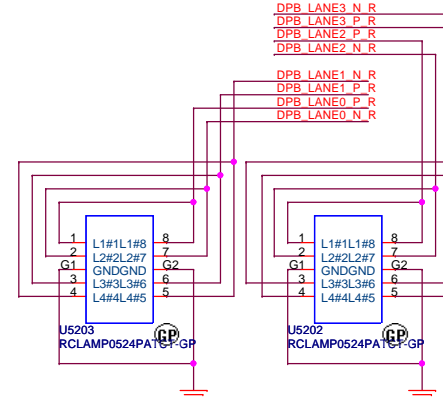 DPB_LANE3_N_R
DPB_LANE3_P_R
DPB_LANE2_P_R
DPB_LANE2_N_R
DPB_LANE1_N_R
DPB_LANE1_P_R
DPB_LANE0_P_R
DPB_LANE0_N_R
1 L1#1L1#8 8
2 L2#2L2#7 7
G1 GNDGND G2
3 L3#3L3#6 6
4 L4#4L4#5 5
U5203
GP
RCLAMP0524PATCT-GP
1 L1#1L1#8 8
2 L2#2L2#7 7
G1 GNDGND G2
3 L3#3L3#6 6
4 L4#4L4#5 5
U5202
GP
RCLAMP0524PATCT-GP